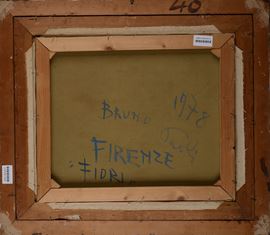 40
BRUNO 1978
FIRENZE
"FIORI"